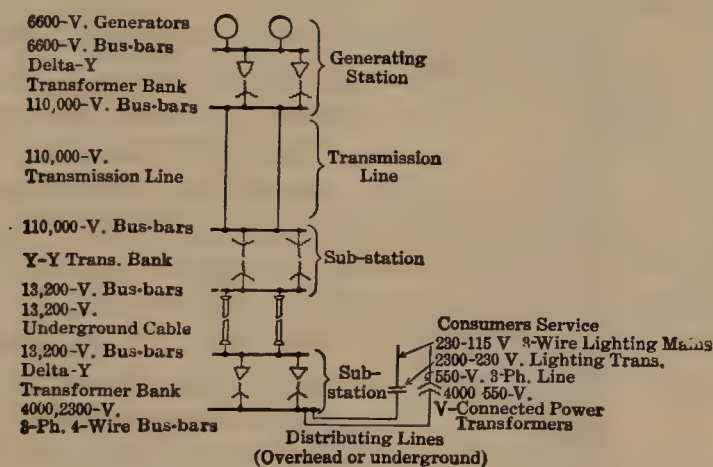 6600-V. Generators
6600-V. Bus-bars
Delta-Y
Transformer Bank
110,000-V. Bus-bars
Generating
Station
110,000-V.
Transmission Line
Transmission
Line
110,000-V. Bus-bars
Y-Y Trans. Bank
13,200-V. Bus-bars
Sub-station
13,200-V.
Underground Cable
13,200-V. Bus-bars
Delta-Y
Transformer Bank
4000,2300-V.
3-Ph. 4-Wire Bus-bars
Sub-
station
Consumers Service
230-115 V 3-Wire Lighting Mains
2300-230 V. Lighting Trans.
550-V. 3-Ph. Line
4000-550-V.
V-Connected Power
Transformers
Distributing Lines
(Overhead or underground)